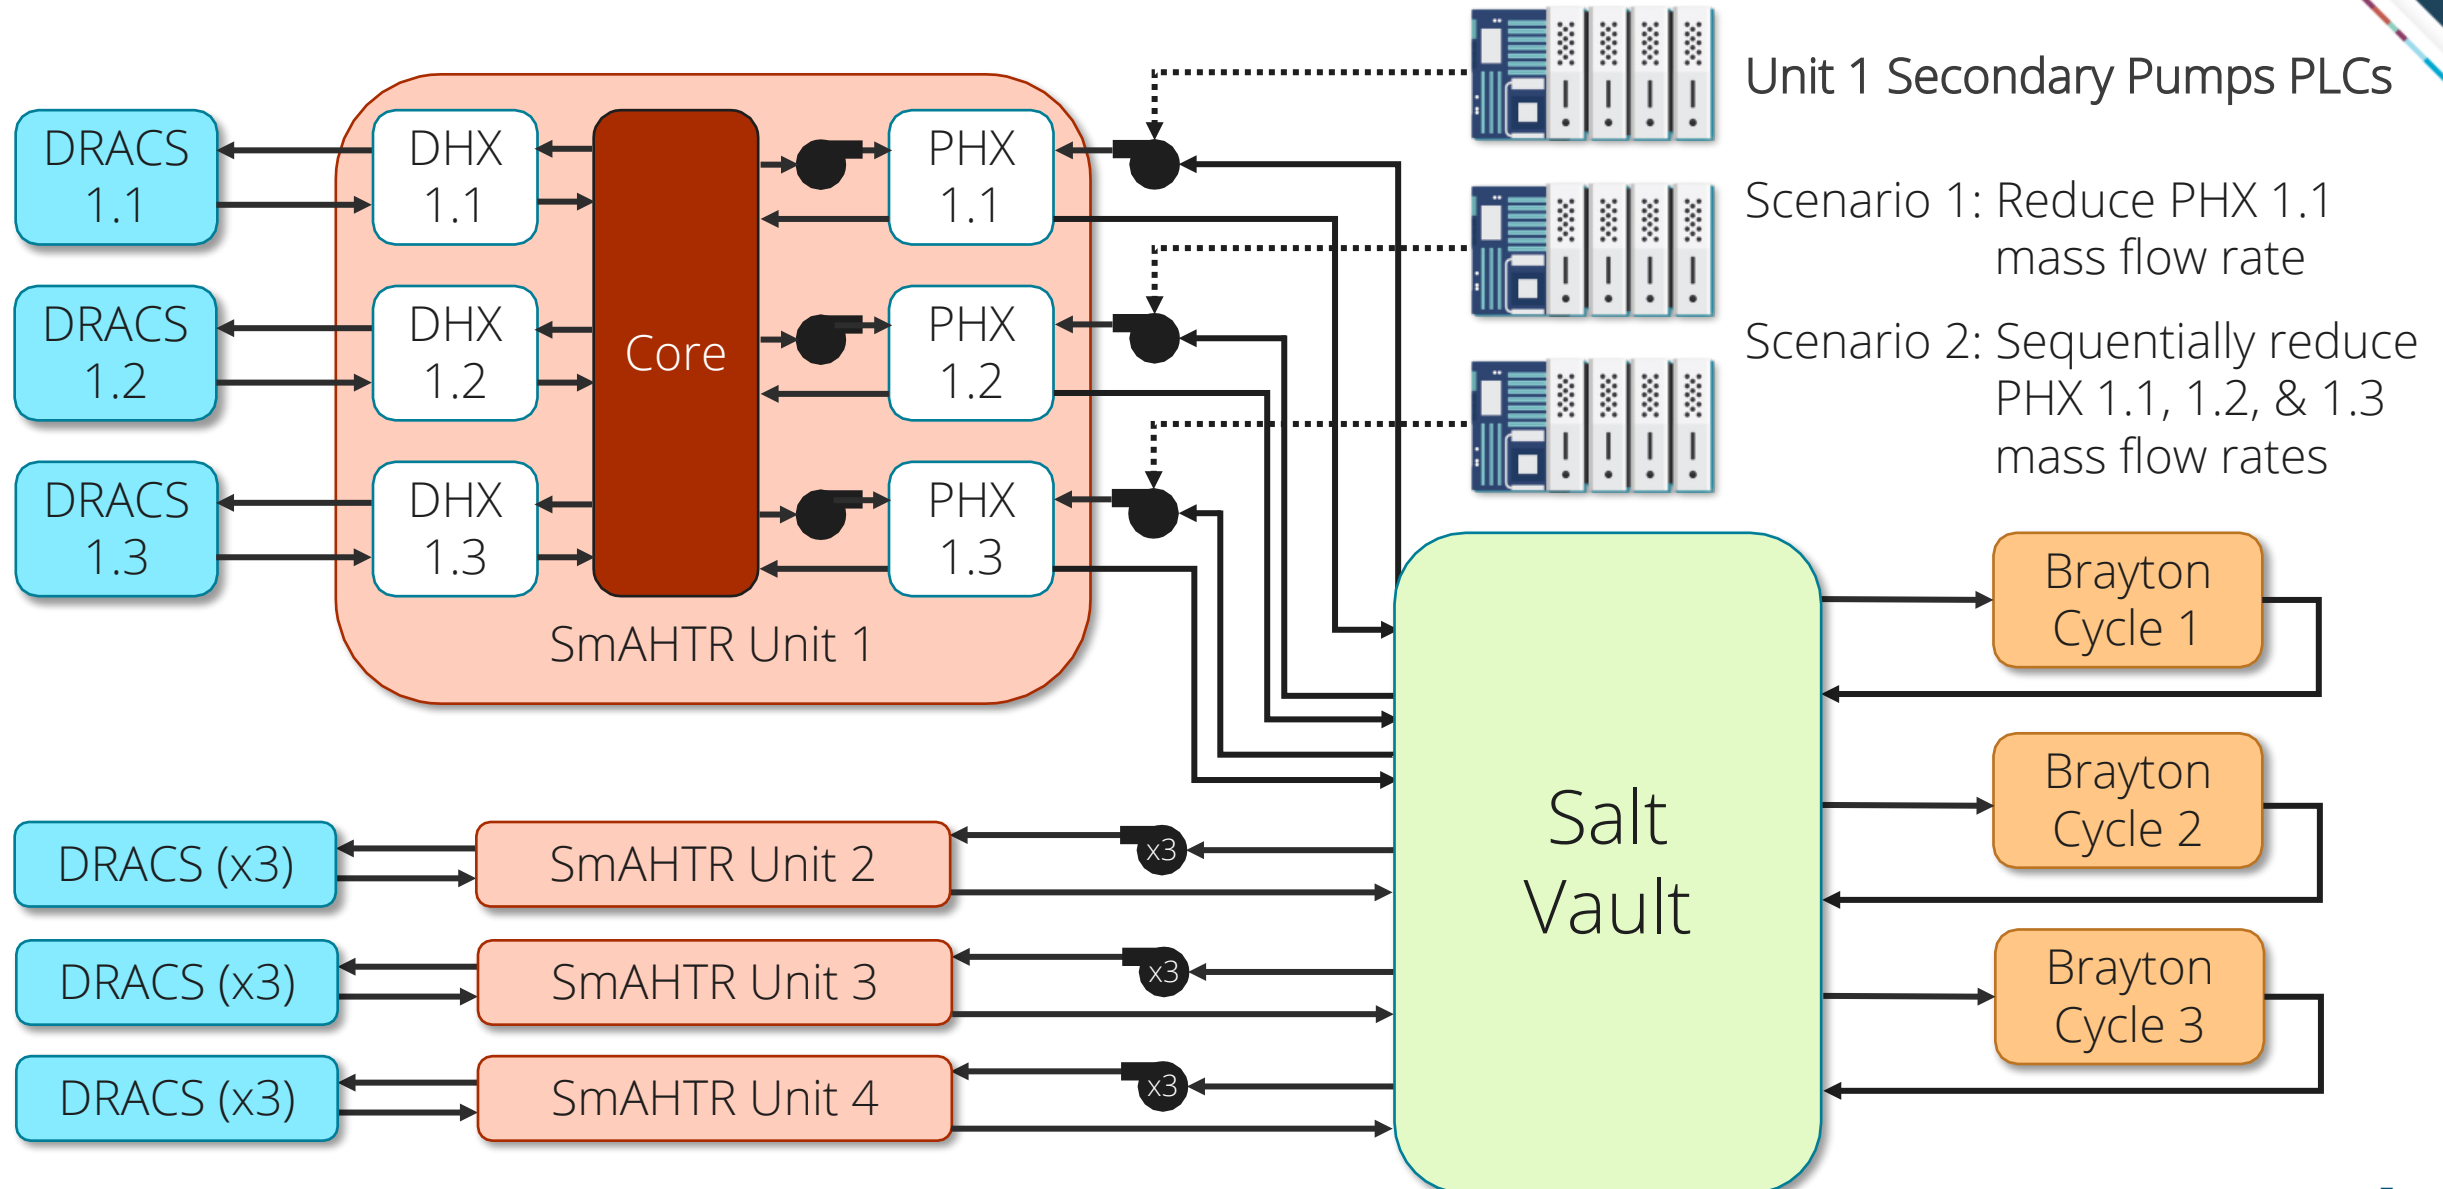 Unit 1 Secondary Pumps PLCs
Scenario 1: Reduce PHX 1.1
mass flow rate
Scenario 2: Sequentially reduce
PHX 1.1, 1.2, & 1.3
mass flow rates
DRACS
1.1
DHX
1.1
PHX
1.1
DRACS
1.2
DHX
1.2
Core
PHX
1.2
DRACS
1.3
DHX
1.3
PHX
1.3
SmAHTR Unit 1
DRACS (x3)
SmAHTR Unit 2
x3
DRACS (x3)
SmAHTR Unit 3
x3
DRACS (x3)
SmAHTR Unit 4
x3
Salt
Vault
Brayton
Cycle 1
Brayton
Cycle 2
Brayton
Cycle 3